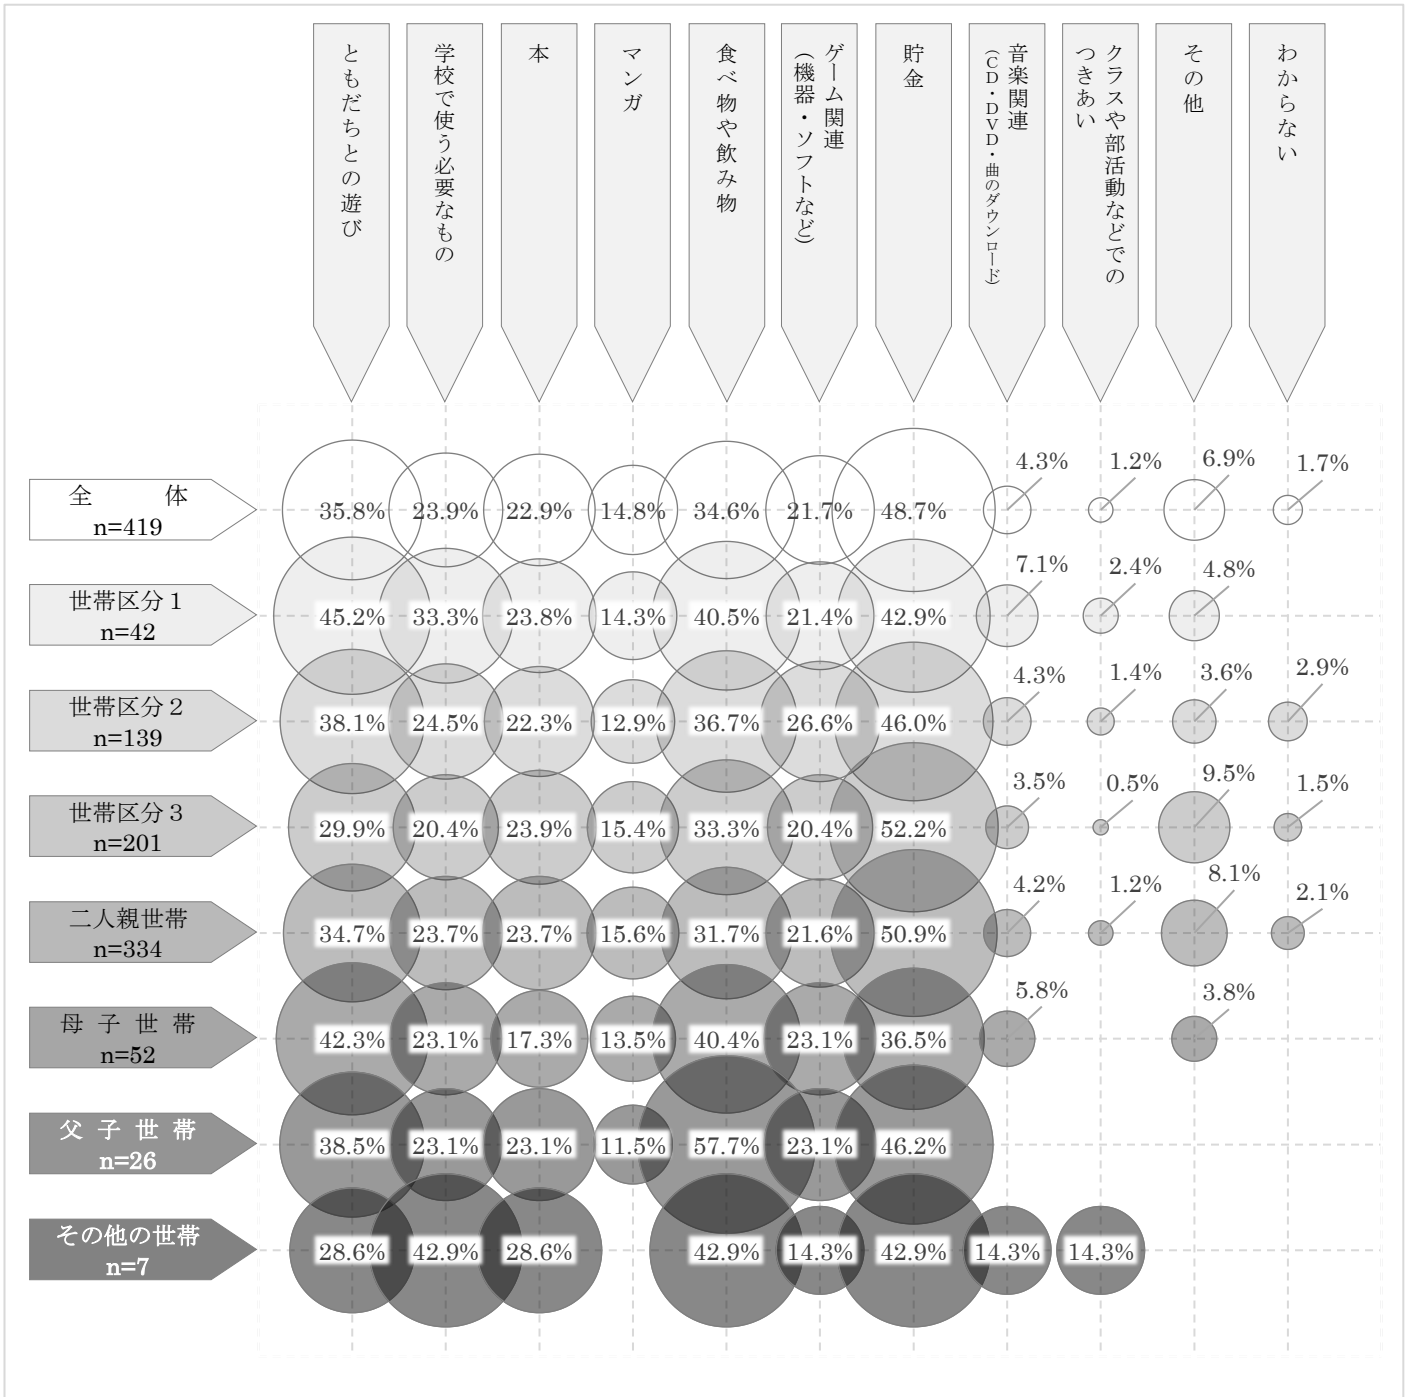 ともだちとの遊び
学校で使う必要なもの
本
マンガ
食べ物や飲み物
ゲーム関連
（機器・ソフトなど）
貯金
音楽関連
（CD・DVD・曲のダウンロード）
クラスや部活動などでの
つきあい
その他
わからない
全 体
n=419
35.8% 23.9% 22.9% 14.8% 34.6% 21.7% 48.7% 4.3% 1.2% 6.9% 1.7%
世帯区分１
n=42
45.2% 33.3% 23.8% 14.3% 40.5% 21.4% 42.9% 7.1% 2.4% 4.8%
世帯区分２
n=139
38.1% 24.5% 22.3% 12.9% 36.7% 26.6% 46.0% 4.3% 1.4% 3.6% 2.9%
世帯区分３
n=201
29.9% 20.4% 23.9% 15.4% 33.3% 20.4% 52.2% 3.5% 0.5% 9.5% 1.5%
二人親世帯
n=334
34.7% 23.7% 23.7% 15.6% 31.7% 21.6% 50.9% 4.2% 1.2% 8.1% 2.1%
母 子 世 帯
n=52
42.3% 23.1% 17.3% 13.5% 40.4% 23.1% 36.5% 5.8% 3.8%
父 子 世 帯
n=26
38.5% 23.1% 23.1% 11.5% 57.7% 23.1% 46.2%
その他の世帯
n=7
28.6% 42.9% 28.6% 42.9% 14.3% 42.9% 14.3% 14.3%